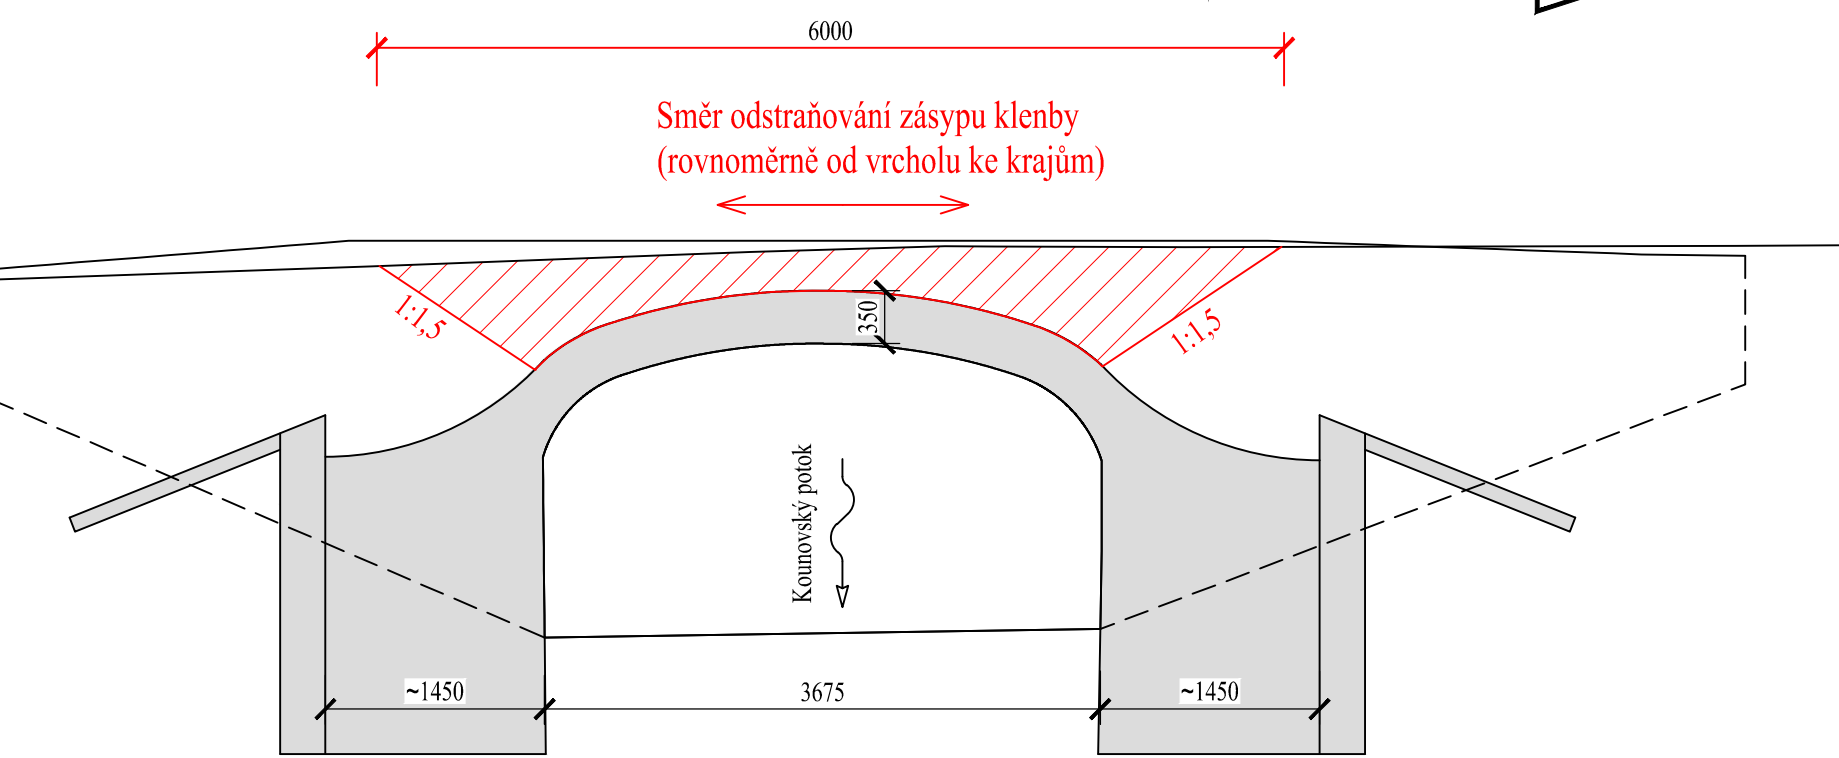 6000
Směr odstraňování zásypu klenby
(rovnoměrně od vrcholu ke krajům)
1:1,5
350
1:1,5
Kounovský potok
~1450
3675
~1450